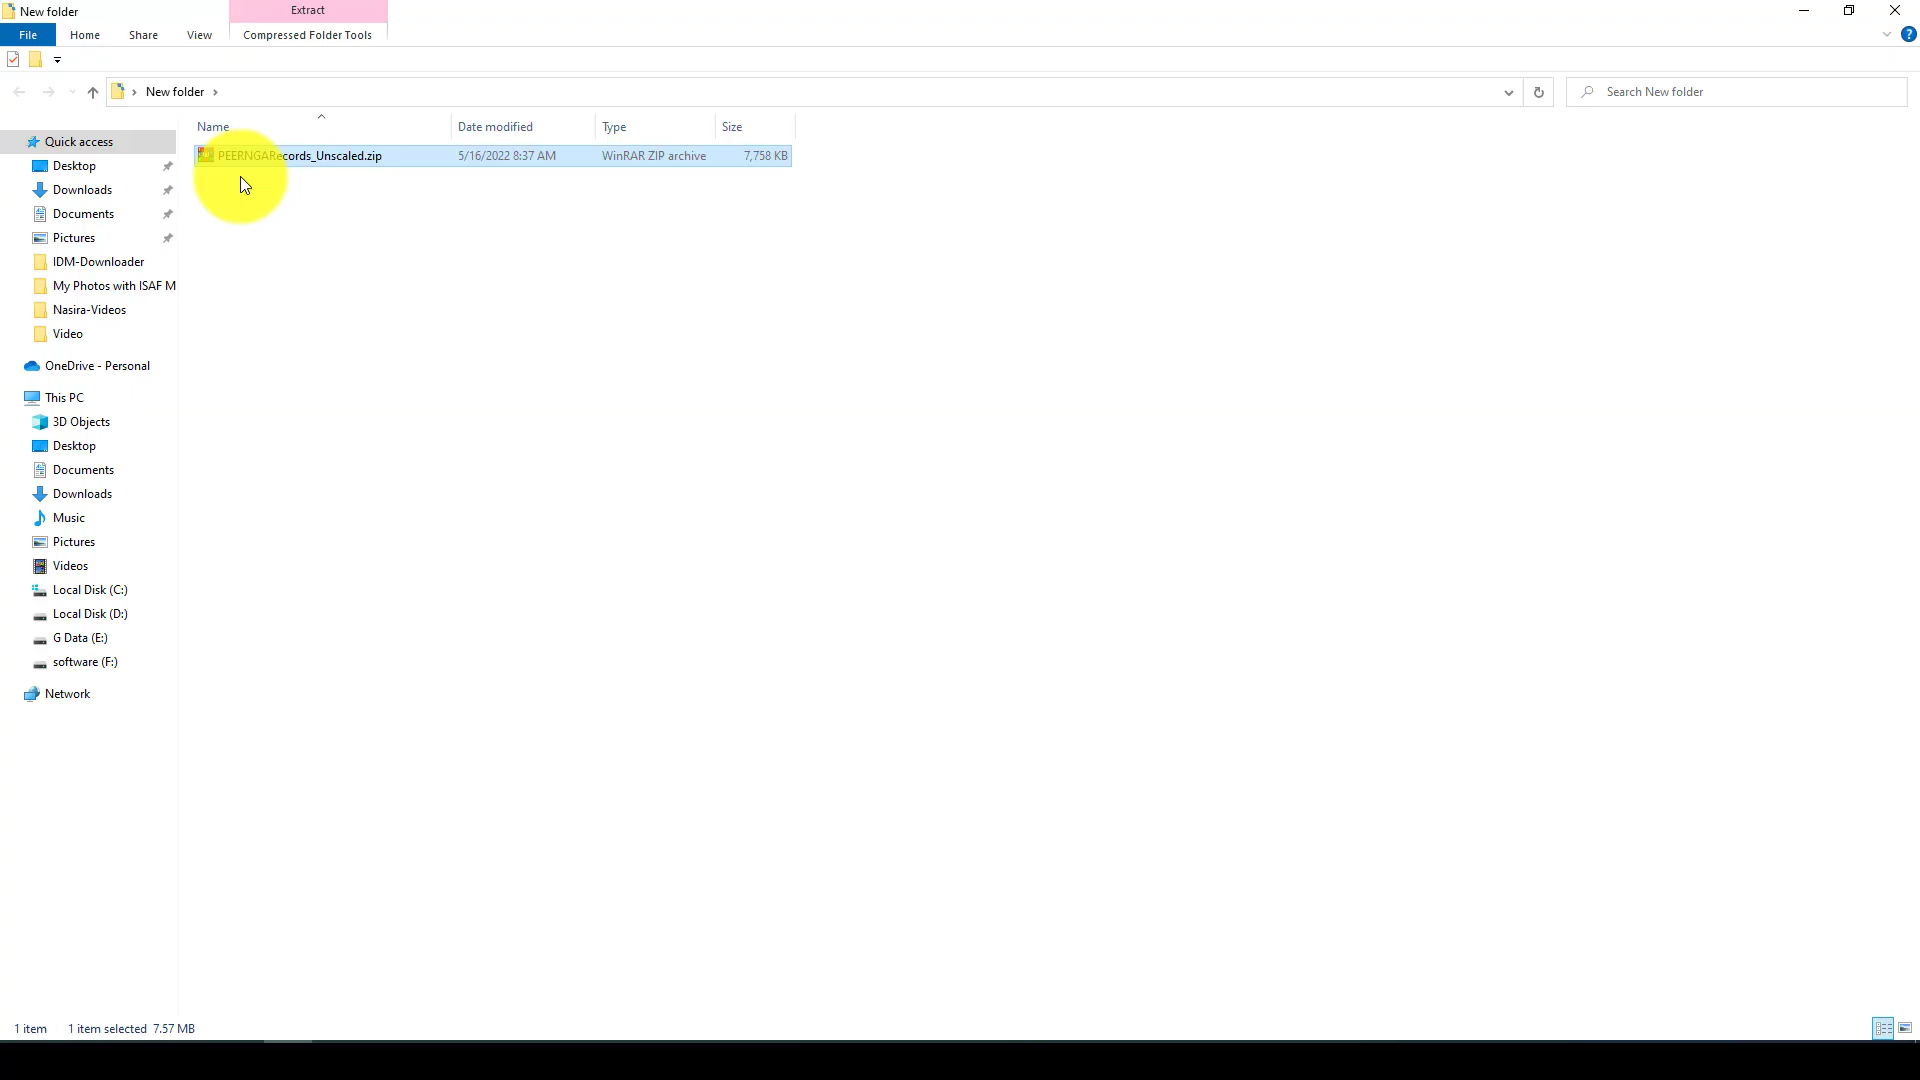 New folder
Extract
File
Home
Share
View
Compressed Folder Tools
New folder
Search New folder
Name
Date modified
Type
Size
PEERNGARecords_Unscaled.zip
5/16/2022 8:37 AM
WinRAR ZIP archive
7,758 KB
Quick access
Desktop
Downloads
Documents
Pictures
IDM-Downloader
My Photos with ISAF M
Nasira-Videos
Video
OneDrive - Personal
This PC
3D Objects
Desktop
Documents
Downloads
Music
Pictures
Videos
Local Disk (C:)
Local Disk (D:)
G Data (E:)
software (F:)
Network
1 item
1 item selected 7.57 MB